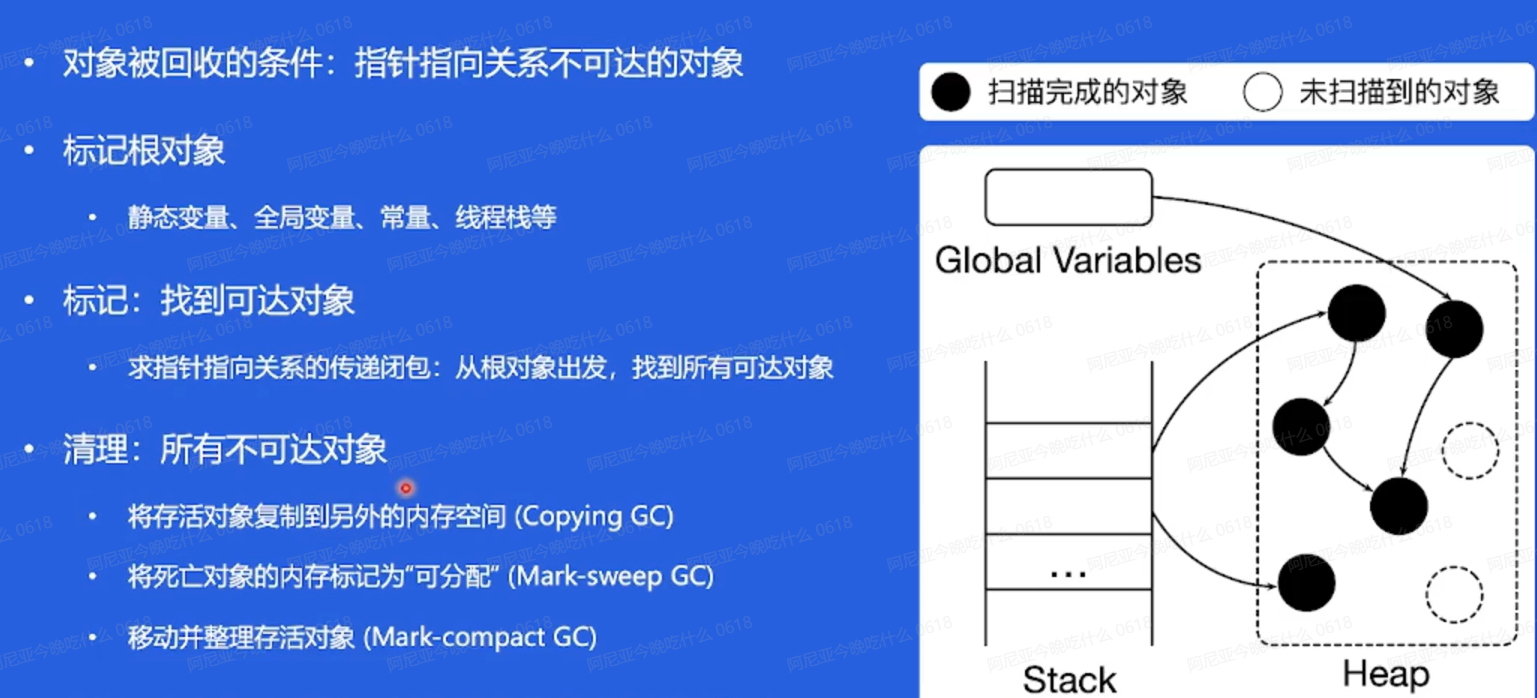 对象被回收的条件：指针指向关系不可达的对象
标记根对象
静态变量、全局变量、常量、线程栈等
标记：找到可达对象
求指针指向关系的传递闭包：从根对象出发，找到所有可达对象
清理：所有不可达对象
将存活对象复制到另外的内存空间 (Copying GC)
将死亡对象的内存标记为“可分配” (Mark-sweep GC)
移动并整理存活对象 (Mark-compact GC)
扫描完成的对象
未扫描到的对象
Global Variables
...
Stack
Heap
阿尼亚今晚吃什么 0618